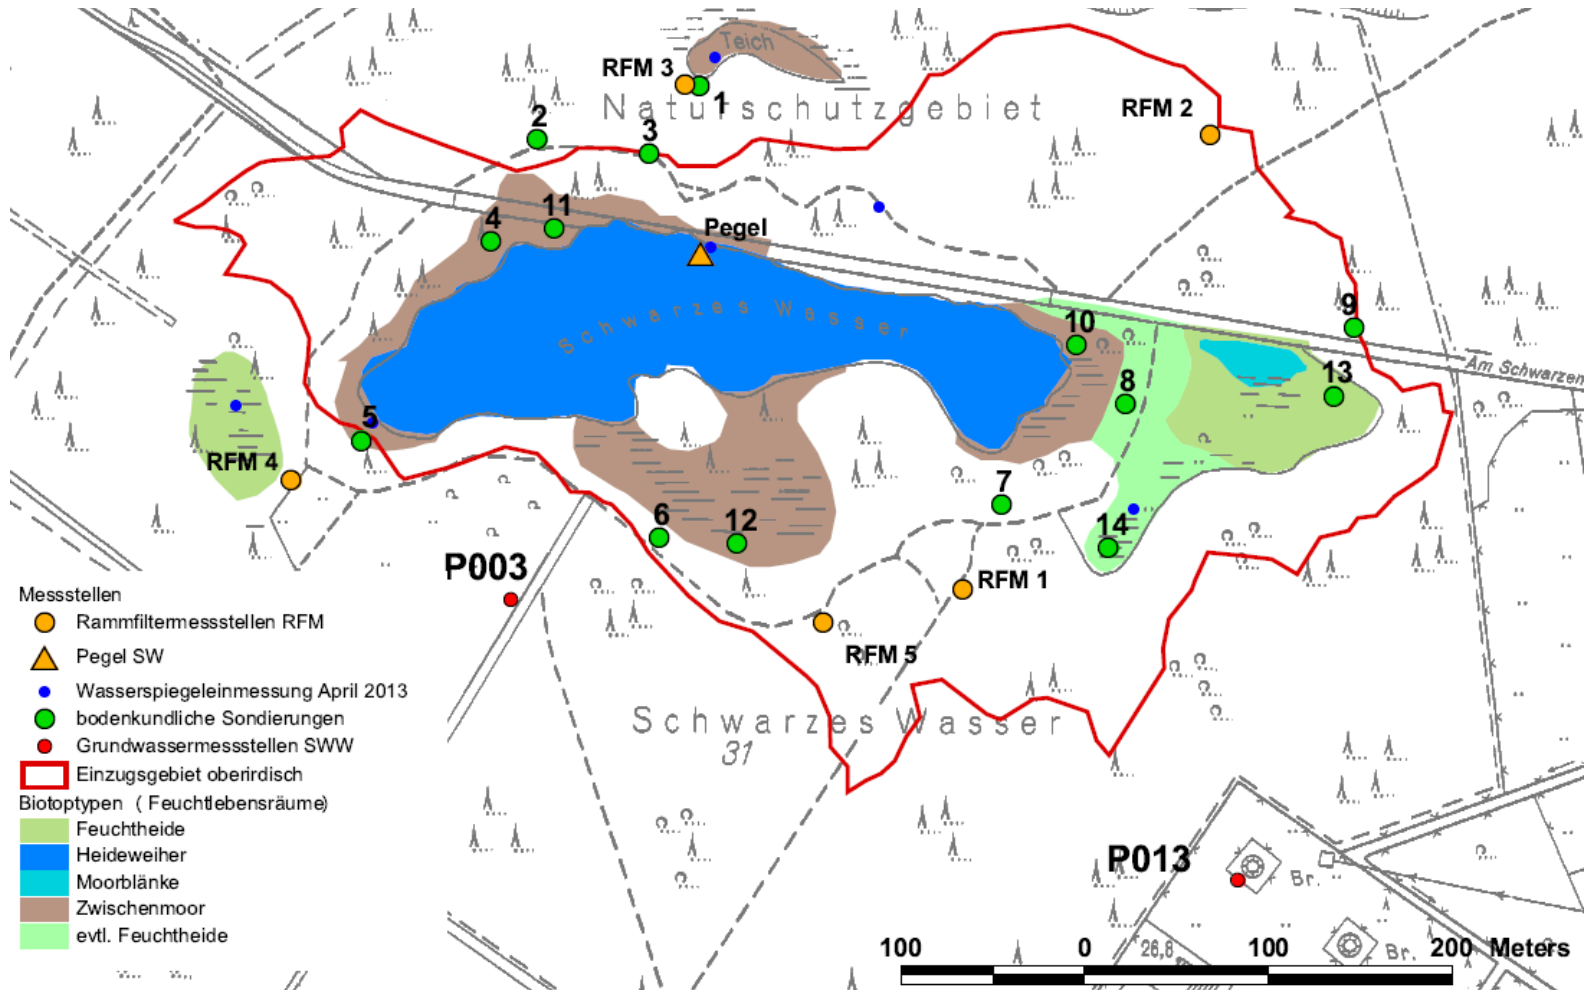 Teich
RFM 3
1
Naturschutzgebiet
RFM 2
2
3
4
11
Pegel
Schwarzes Wasser
9
10
Am Schwarzen
8
13
5
RFM 4
7
6
12
14
P003
RFM 1
RFM 5
Schwarzes Wasser
31
Messstellen
Rammfiltermessstellen RFM
Pegel SW
Wasserspiegeleinmessung April 2013
bodenkundliche Sondierungen
Grundwassermessstellen SWW
Einzugsgebiet oberirdisch
Biotoptypen ( Feuchtlebensräume)
Feuchtheide
Heideweiher
Moorblänke
Zwischenmoor
evtl. Feuchtheide
P013
Br.
Br.
26,8
100 0 100 200 Meters